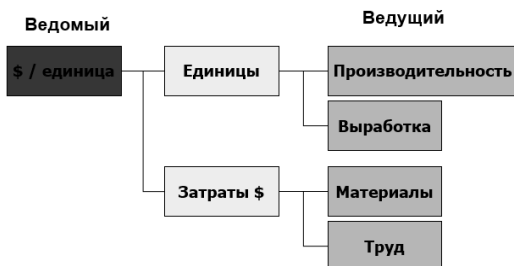 Ведомый
Ведущий
$ / единица
Единицы
Производительность
Выработка
Затраты $
Материалы
Труд